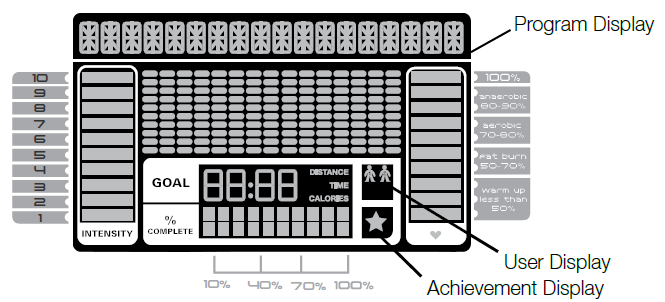 Program Display
10
9
8
7
6
5
4
3
2
1
INTENSITY
100%
anaerobic
80-90%
aerobic
70-80%
fat burn
50-70%
warm up
less than
50%
GOAL
88:88
DISTANCE
TIME
CALORIES
%
COMPLETE
10% 40% 70% 100%
User Display
Achievement Display